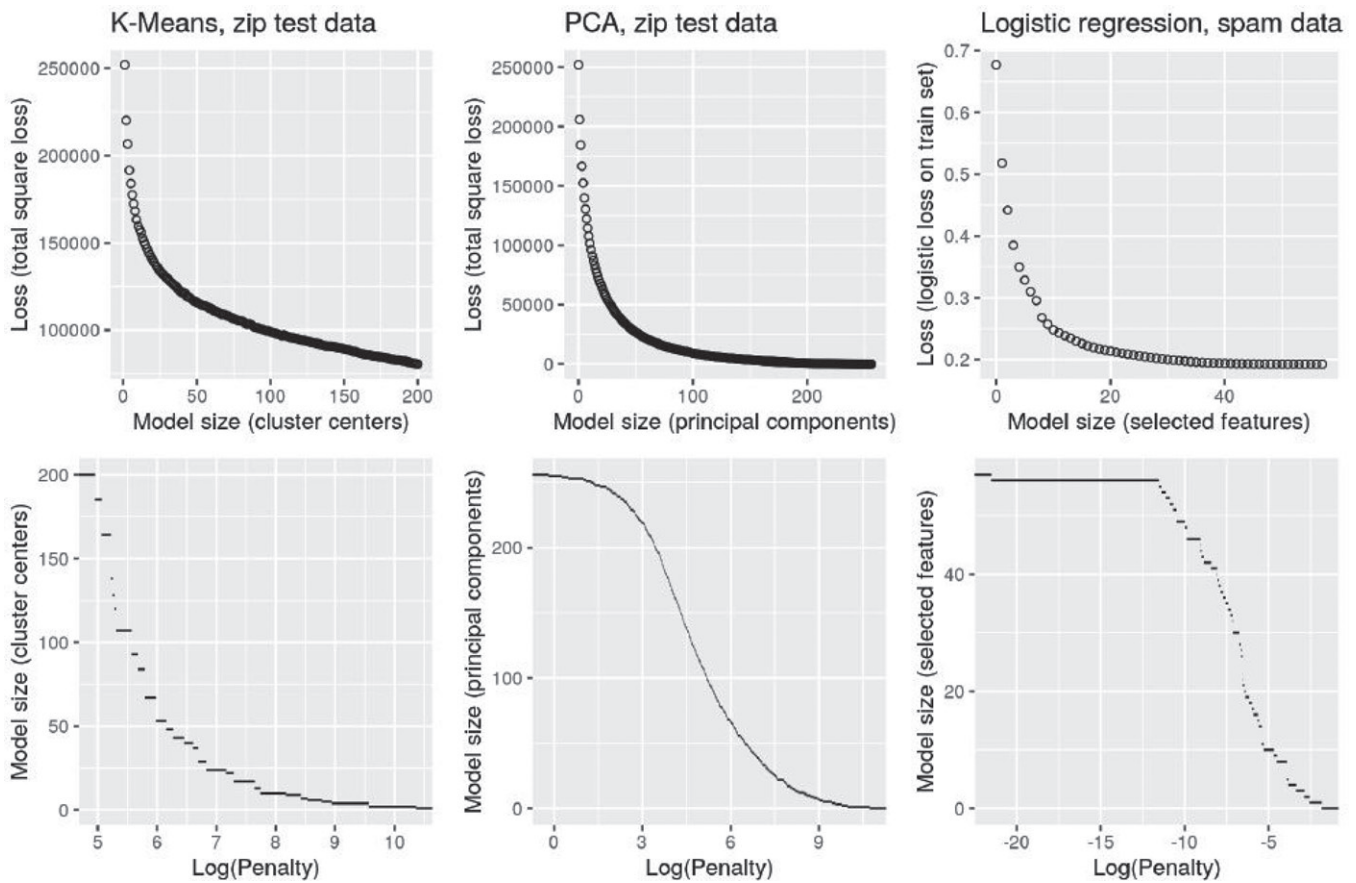 K-Means, zip test data
Loss (total square loss)
250000
200000
150000
100000
0 50 100 150 200
Model size (cluster centers)
PCA, zip test data
Loss (total square loss)
250000
200000
150000
100000
50000
0
0 100 200
Model size (principal components)
Logistic regression, spam data
Loss (logistic loss on train set)
0.7
0.6
0.5
0.4
0.3
0.2
0 20 40
Model size (selected features)
Model size (cluster centers)
200
150
100
50
0
5 6 7 8 9 10
Log(Penalty)
Model size (principal components)
200
100
0
0 3 6 9
Log(Penalty)
Model size (selected features)
40
20
0
-20 -15 -10 -5
Log(Penalty)